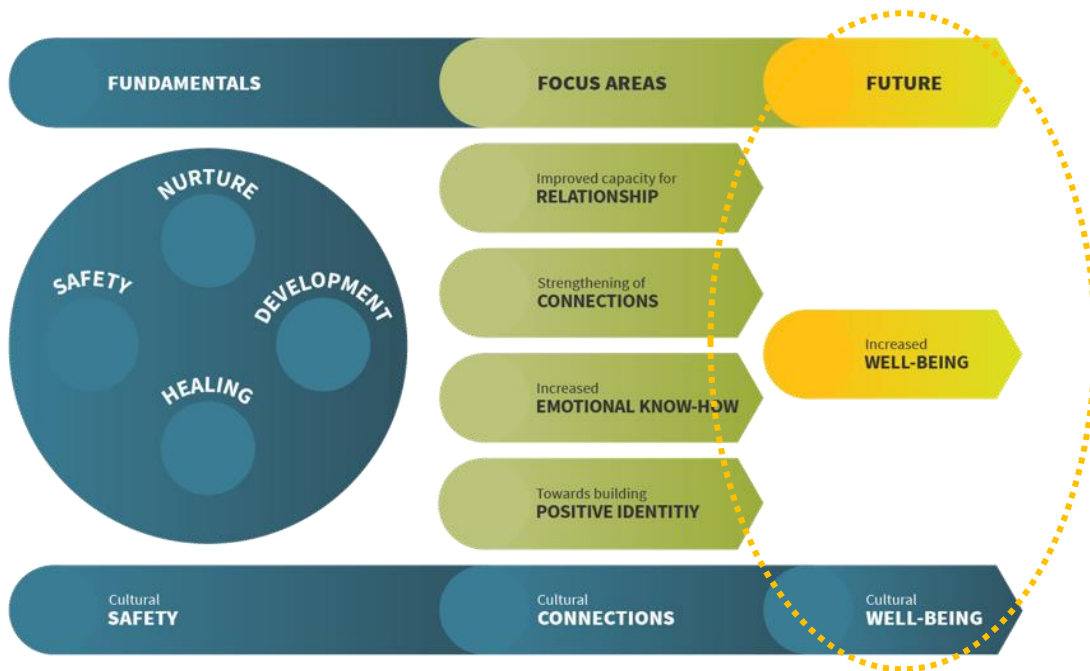 FUNDAMENTALS
FOCUS AREAS
FUTURE
NURTURE
SAFETY
DEVELOPMENT
HEALING
Improved capacity for
RELATIONSHIP
Strengthening of
CONNECTIONS
Increased
EMOTIONAL KNOW-HOW
Towards building
POSITIVE IDENTITIY
Increased
WELL-BEING
Cultural
SAFETY
Cultural
CONNECTIONS
Cultural
WELL-BEING